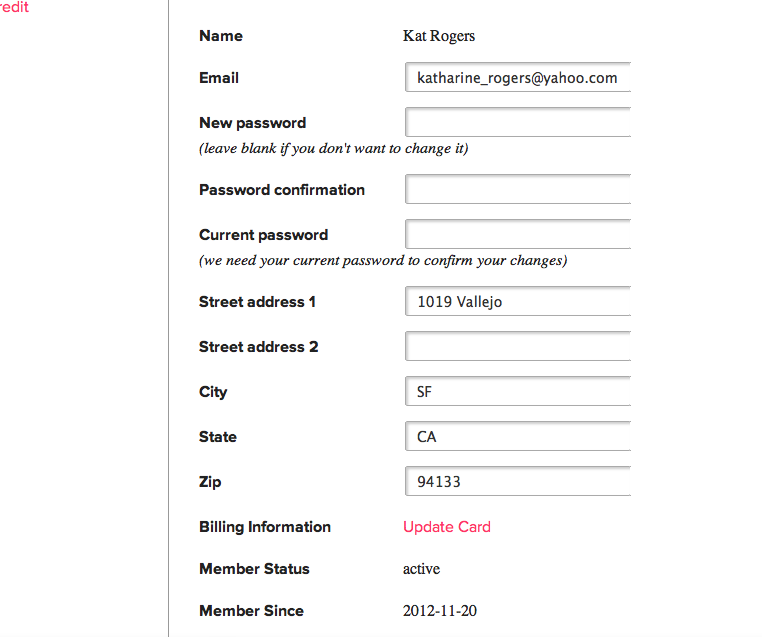 redit
Name Kat Rogers
Email katharine_rogers@yahoo.com
New password
(leave blank if you don't want to change it)
Password confirmation
Current password
(we need your current password to confirm your changes)
Street address 1 1019 Vallejo
Street address 2
City SF
State CA
Zip 94133
Billing Information Update Card
Member Status active
Member Since 2012-11-20